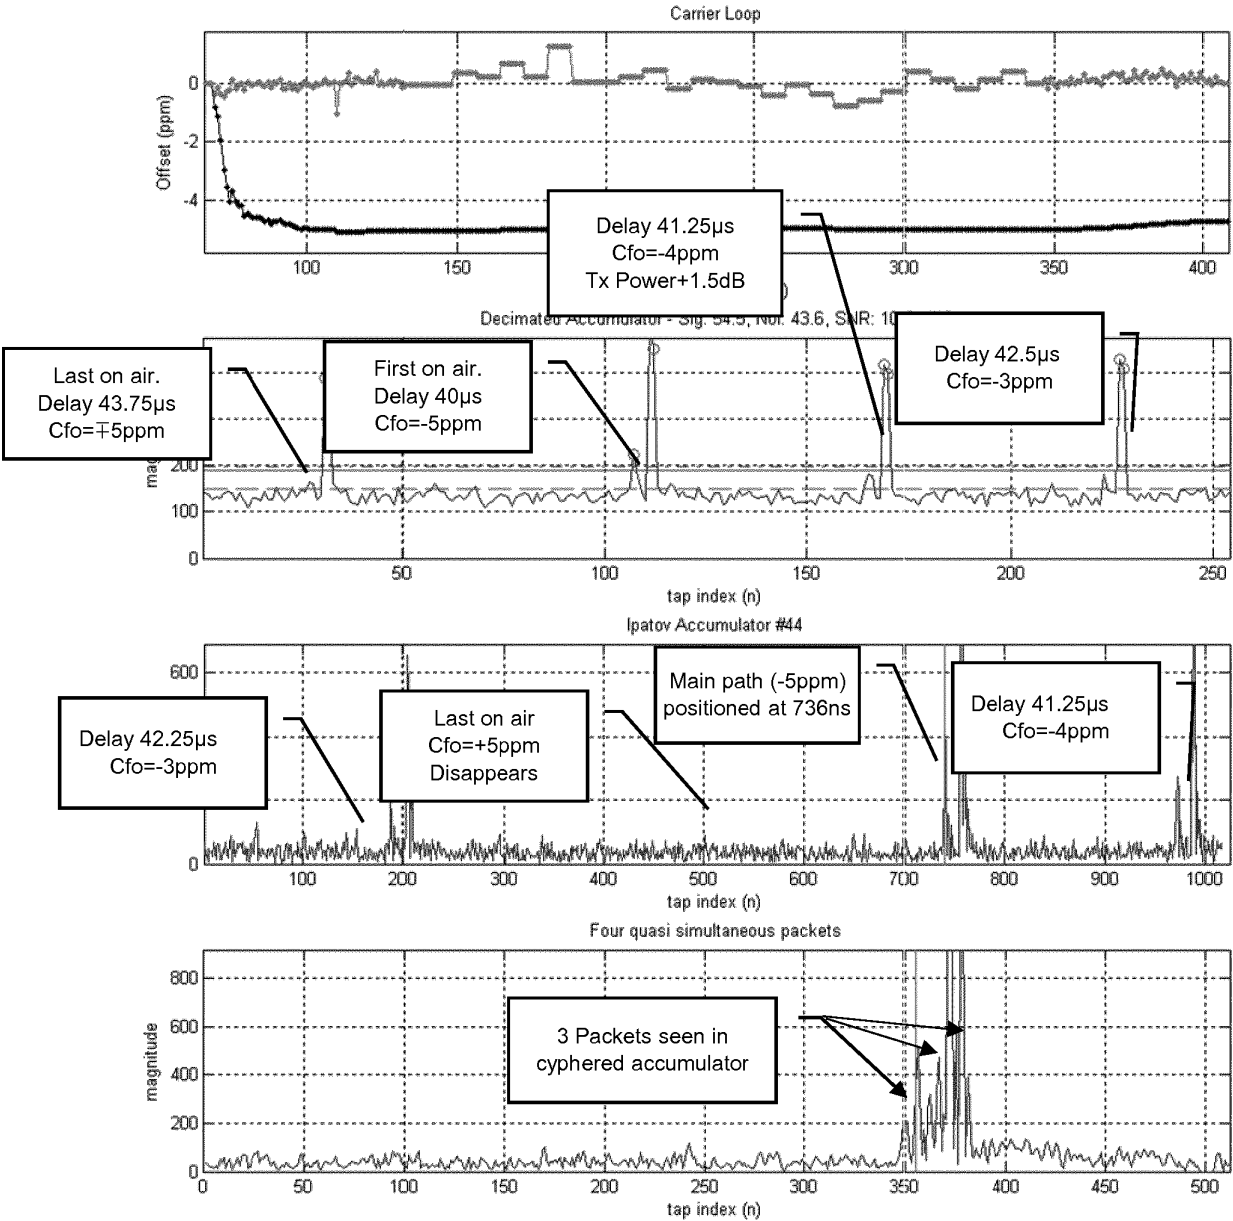 Carrier Loop
0
-2
-4
Offset (ppm)
100
150
300
350
400
Delay 41.25µs
Cfo=-4ppm
Tx Power+1.5dB
Decimated Accumulator - Sig: 54.5, Noi: 43.6, SNR: 10
Last on air.
Delay 43.75µs
Cfo=∓5ppm
First on air.
Delay 40µs
Cfo=-5ppm
Delay 42.5µs
Cfo=-3ppm
200
100
0
50
100
150
200
250
tap index (n)
Ipatov Accumulator #44
600
0
Delay 42.25µs
Cfo=-3ppm
Last on air
Cfo=+5ppm
Disappears
Main path (-5ppm)
positioned at 736ns
Delay 41.25µs
Cfo=-4ppm
100
200
300
400
500
600
700
800
900
1000
tap index (n)
Four quasi simultaneous packets
800
600
400
200
0
magnitude
3 Packets seen in
cyphered accumulator
0
50
100
150
200
250
300
350
400
450
500
tap index (n)